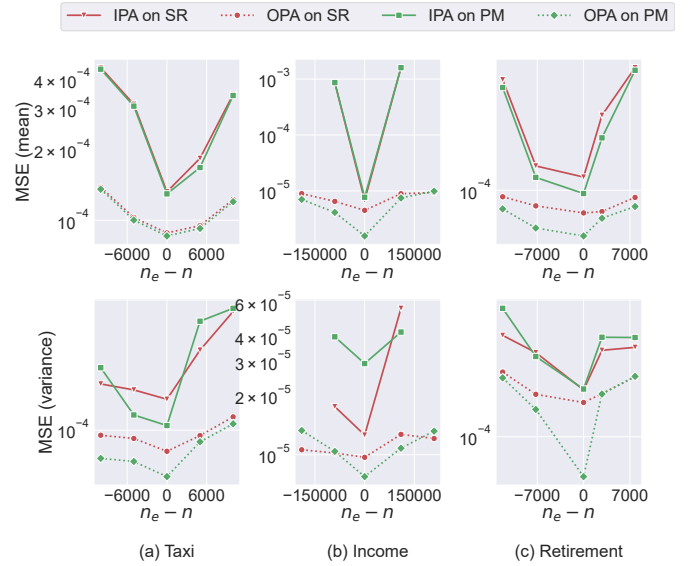 IPA on SR OPA on SR IPA on PM OPA on PM
MSE (mean)
4 × 10⁻⁴
3 × 10⁻⁴
2 × 10⁻⁴
10⁻⁴
−6000 0 6000
nₑ − n
10⁻³
10⁻⁴
10⁻⁵
−150000 0 150000
nₑ − n
10⁻⁴
−7000 0 7000
nₑ − n
MSE (variance)
10⁻⁴
−6000 0 6000
nₑ − n
(a) Taxi
6 × 10⁻⁵
4 × 10⁻⁵
3 × 10⁻⁵
2 × 10⁻⁵
10⁻⁵
−150000 0 150000
nₑ − n
(b) Income
10⁻⁴
−7000 0 7000
nₑ − n
(c) Retirement